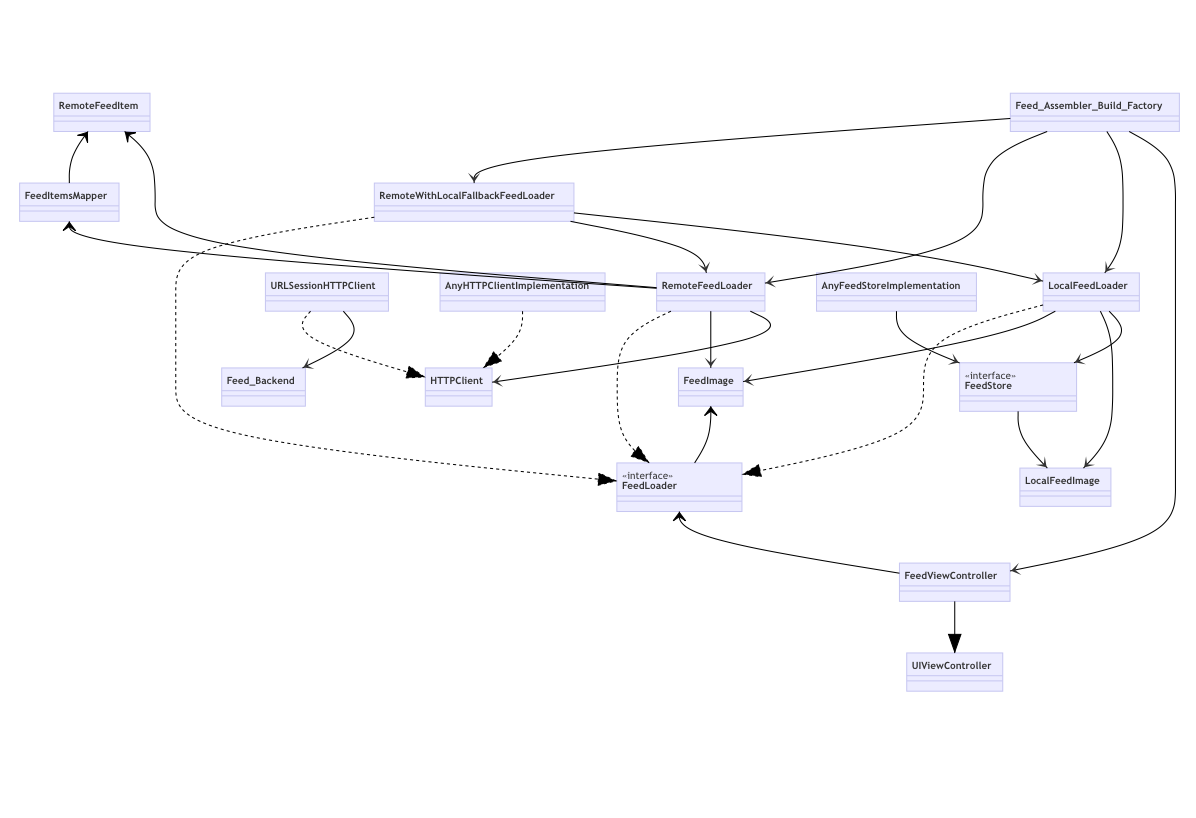 RemoteFeedItem
Feed_Assembler_Build_Factory
FeedItemsMapper
RemoteWithLocalFallbackFeedLoader
URLSessionHTTPClient
AnyHTTPClientImplementation
RemoteFeedLoader
AnyFeedStoreImplementation
LocalFeedLoader
Feed_Backend
HTTPClient
FeedImage
«interface»
FeedStore
«interface»
FeedLoader
LocalFeedImage
FeedViewController
UIViewController